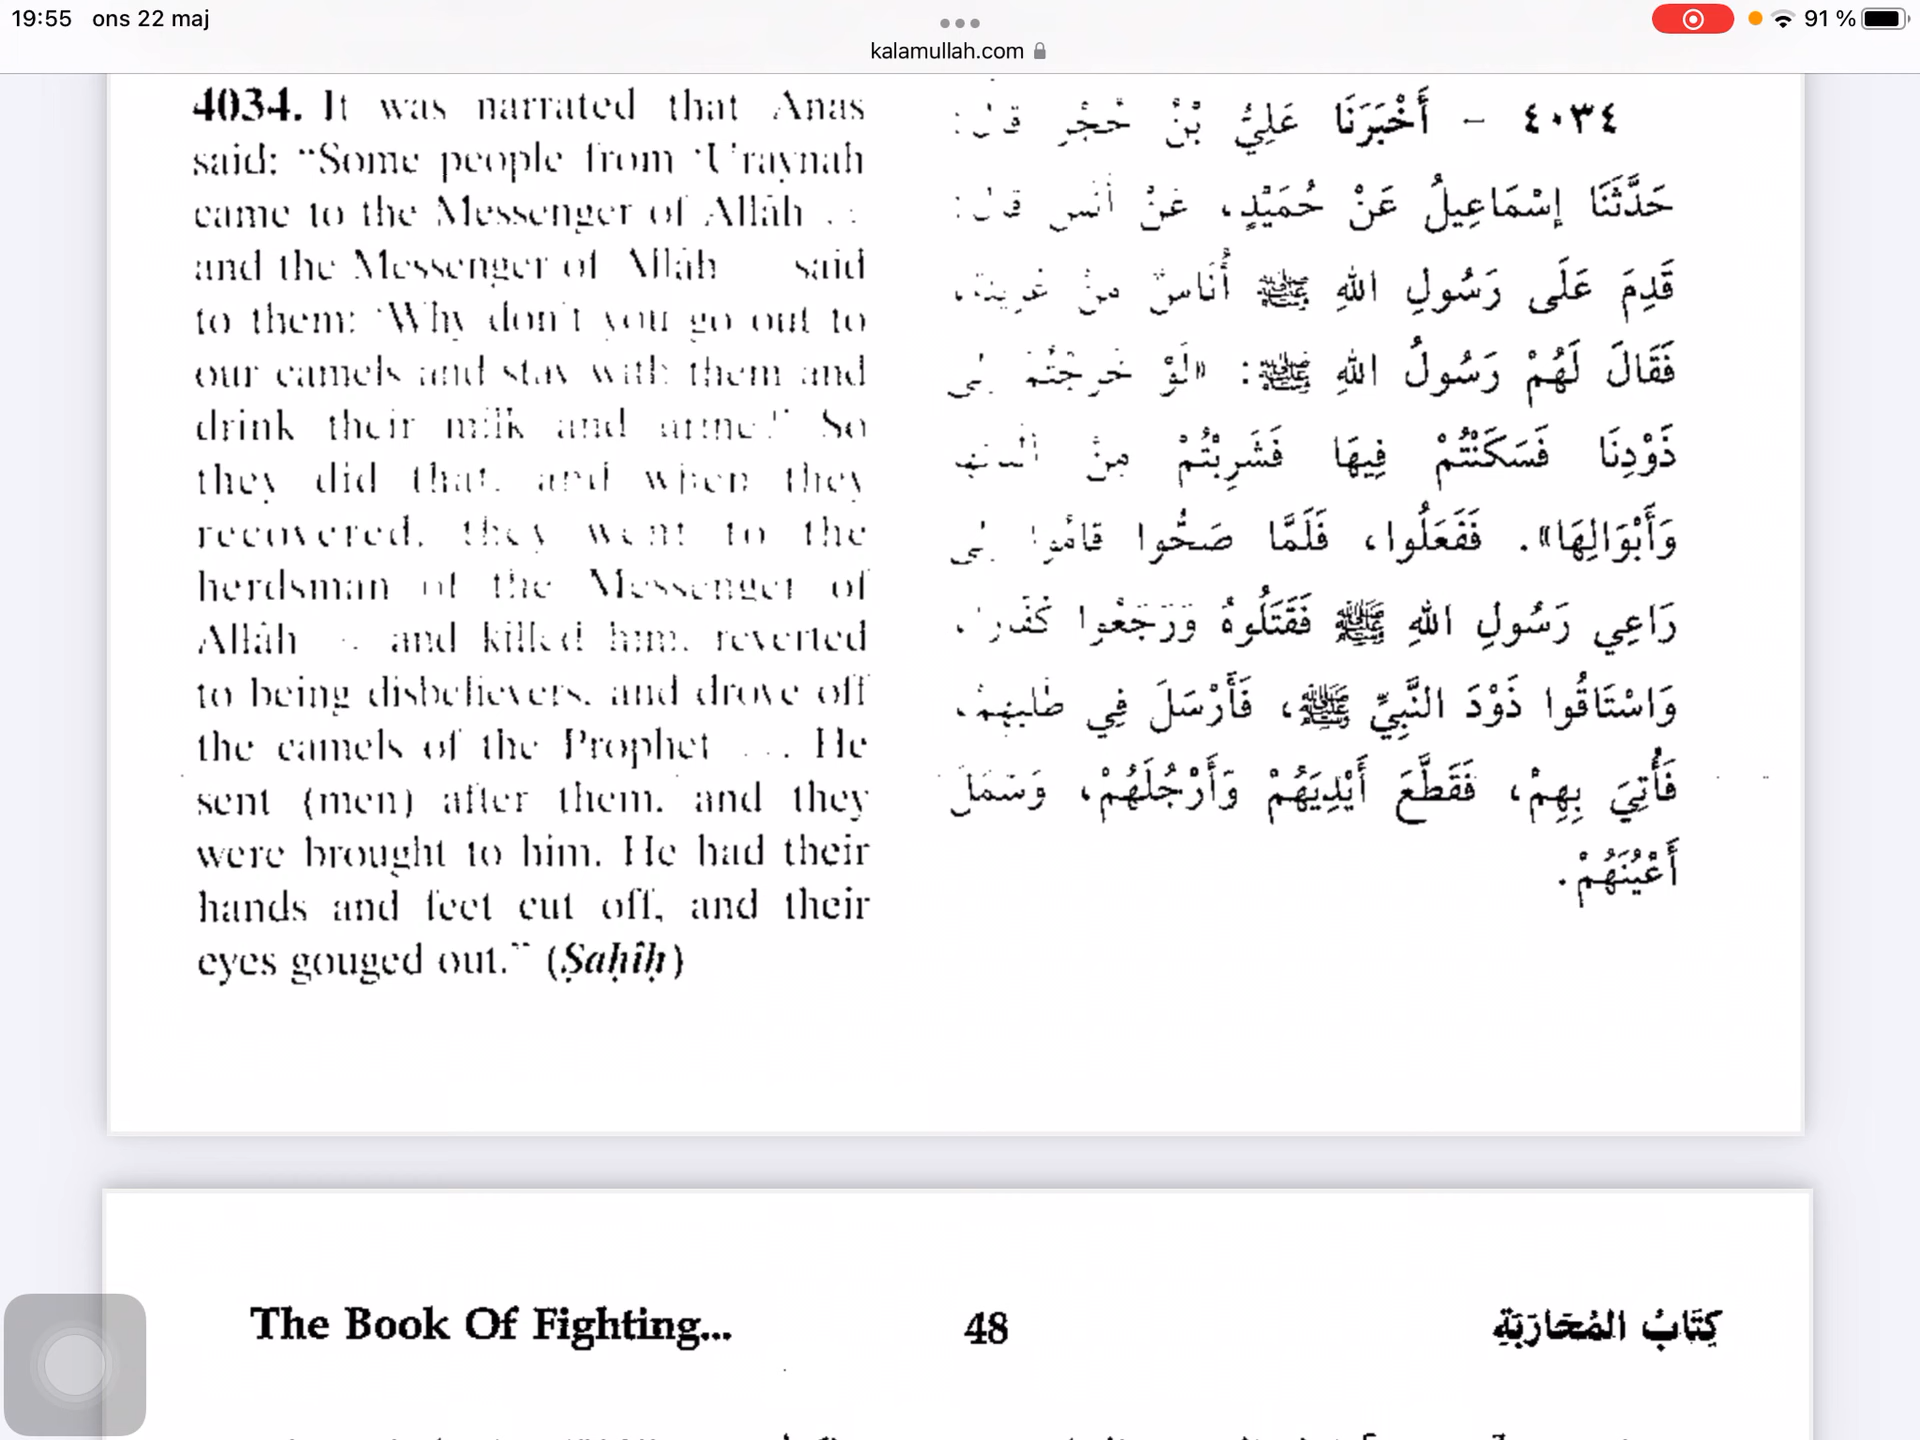 19:55 ons 22 maj
91 %
kalamullah.com
4034. It was narrated that Anas
said: "Some people from 'Uraynah
came to the Messenger of Allâh
and the Messenger of Allâh said
to them: 'Why don't you go out to
our camels and stay with them and
drink their milk and urine?' So
they did that, and when they
recovered, they went to the
herdsman of the Messenger of
Allâh and killed him, reverted
to being disbelievers, and drove off
the camels of the Prophet He
sent (men) after them, and they
were brought to him. He had their
hands and feet cut off, and their
eyes gouged out." (Ṣaḥîḥ)
٤٠٣٤ - أَخْبَرَنَا عَلِيُّ بْنُ حُجْرٍ قَالَ:
حَدَّثَنَا إِسْمَاعِيلُ عَنْ حُمَيْدٍ، عَنْ أَنَسٍ قَالَ:
قَدِمَ عَلَى رَسُولِ اللهِ ﷺ أُنَاسٌ مِنْ عُرَيْنَةَ،
فَقَالَ لَهُمْ رَسُولُ اللهِ ﷺ: «لَوْ خَرَجْتُمْ إِلَى
ذَوْدِنَا فَسَكَنْتُمْ فِيهَا فَشَرِبْتُمْ مِنْ أَلْبَانِهَا
وَأَبْوَالِهَا». فَفَعَلُوا، فَلَمَّا صَحُّوا قَامُوا إِلَى
رَاعِي رَسُولِ اللهِ ﷺ فَقَتَلُوهُ وَرَجَعُوا كُفَّارًا،
وَاسْتَاقُوا ذَوْدَ النَّبِيِّ ﷺ، فَأَرْسَلَ فِي طَلَبِهِمْ،
فَأُتِيَ بِهِمْ، فَقَطَّعَ أَيْدِيَهُمْ وَأَرْجُلَهُمْ، وَسَمَلَ
أَعْيُنَهُمْ.
The Book Of Fighting... 48 كِتَابُ المُحَارَبَةِ